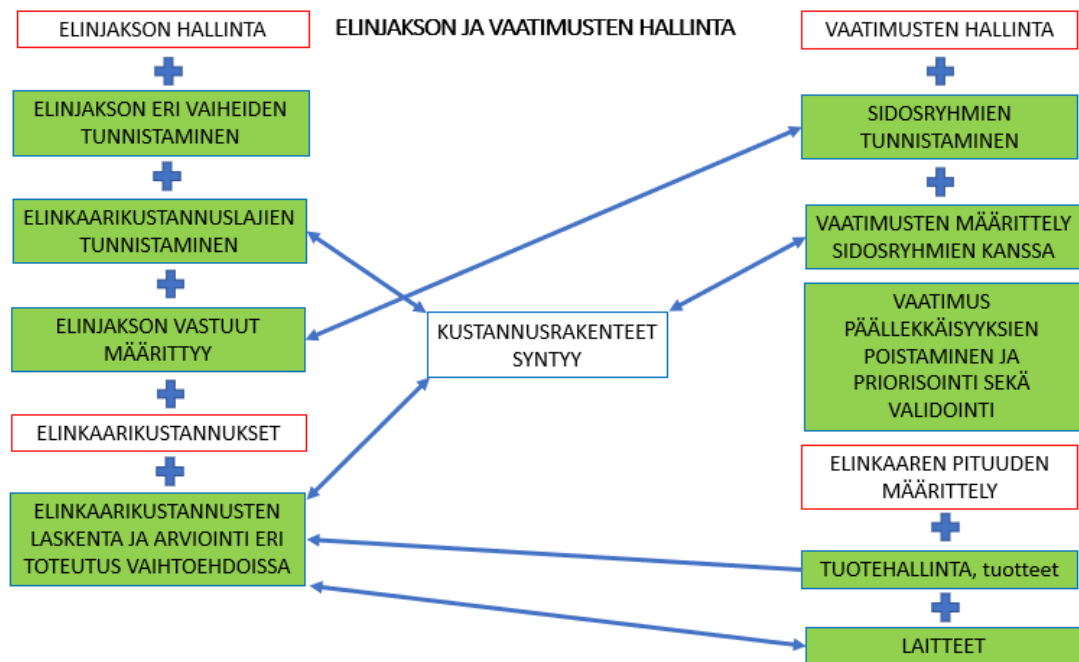 ELINJAKSON HALLINTA
ELINJAKSON JA VAATIMUSTEN HALLINTA
VAATIMUSTEN HALLINTA
ELINJAKSON ERI VAIHEIDEN
TUNNISTAMINEN
ELINKAARIKUSTANNUSLAJIEN
TUNNISTAMINEN
ELINJAKSON VASTUUT
MÄÄRITTYY
ELINKAARIKUSTANNUKSET
ELINKAARIKUSTANNUSTEN
LASKENTA JA ARVIOINTI ERI
TOTEUTUS VAIHTOEHDOISSA
KUSTANNUSRAKENTEET
SYNTYY
SIDOSRYHMIEN
TUNNISTAMINEN
VAATIMUSTEN MÄÄRITTELY
SIDOSRYHMIEN KANSSA
VAATIMUS
PÄÄLLEKKÄISYYKSIEN
POISTAMINEN JA
PRIORISOINTI SEKÄ
VALIDOINTI
ELINKAAREN PITUUDEN
MÄÄRITTELY
TUOTEHALLINTA, tuotteet
LAITTEET